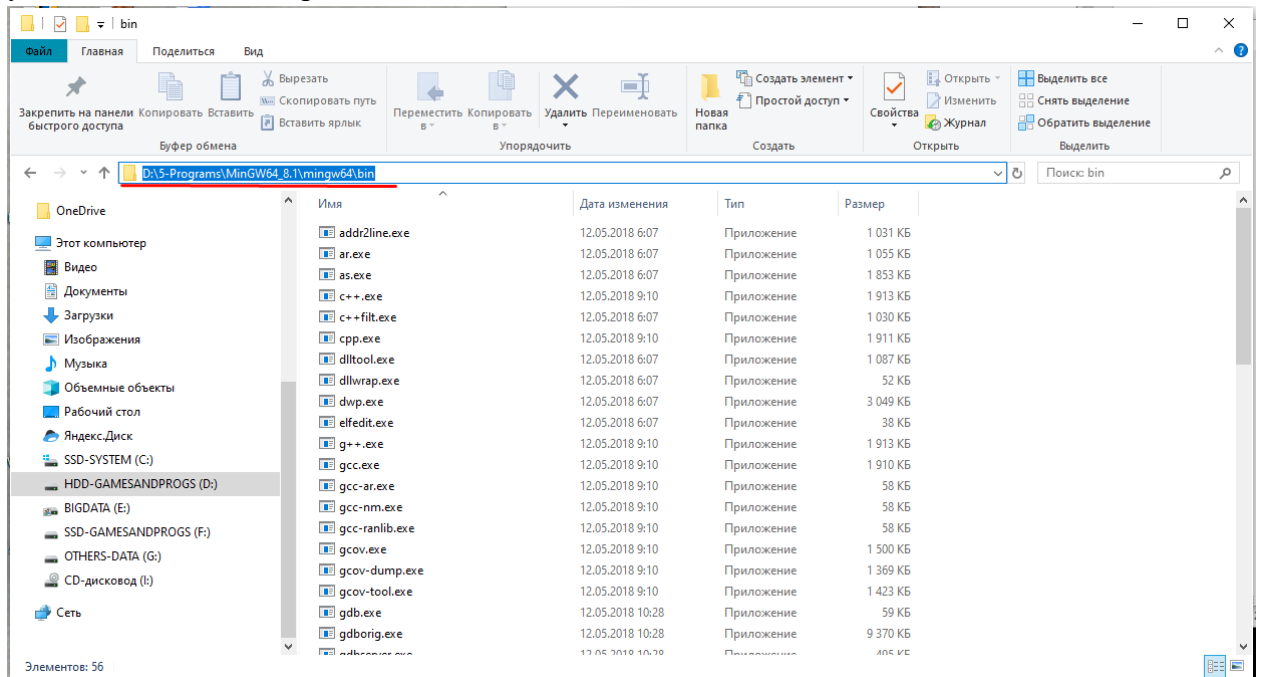 bin
Файл Главная Поделиться Вид
Закрепить на панели быстрого доступа
Копировать
Вставить
Вырезать
Скопировать путь
Вставить ярлык
Буфер обмена
Переместить в
Копировать в
Удалить
Переименовать
Упорядочить
Новая папка
Создать элемент
Простой доступ
Создать
Свойства
Открыть
Изменить
Журнал
Открыть
Выделить все
Снять выделение
Обратить выделение
Выделить
D:\5-Programs\MinGW64_8.1\mingw64\bin
Поиск: bin
OneDrive
Этот компьютер
Видео
Документы
Загрузки
Изображения
Музыка
Объемные объекты
Рабочий стол
Яндекс.Диск
SSD-SYSTEM (C:)
HDD-GAMESANDPROGS (D:)
BIGDATA (E:)
SSD-GAMESANDPROGS (F:)
OTHERS-DATA (G:)
CD-дисковод (I:)
Сеть
Имя Дата изменения Тип Размер
addr2line.exe 12.05.2018 6:07 Приложение 1 031 КБ
ar.exe 12.05.2018 6:07 Приложение 1 055 КБ
as.exe 12.05.2018 6:07 Приложение 1 853 КБ
c++.exe 12.05.2018 9:10 Приложение 1 913 КБ
c++filt.exe 12.05.2018 6:07 Приложение 1 030 КБ
cpp.exe 12.05.2018 9:10 Приложение 1 911 КБ
dlltool.exe 12.05.2018 6:07 Приложение 1 087 КБ
dllwrap.exe 12.05.2018 6:07 Приложение 52 КБ
dwp.exe 12.05.2018 6:07 Приложение 3 049 КБ
elfedit.exe 12.05.2018 6:07 Приложение 38 КБ
g++.exe 12.05.2018 9:10 Приложение 1 913 КБ
gcc.exe 12.05.2018 9:10 Приложение 1 910 КБ
gcc-ar.exe 12.05.2018 9:10 Приложение 58 КБ
gcc-nm.exe 12.05.2018 9:10 Приложение 58 КБ
gcc-ranlib.exe 12.05.2018 9:10 Приложение 58 КБ
gcov.exe 12.05.2018 9:10 Приложение 1 500 КБ
gcov-dump.exe 12.05.2018 9:10 Приложение 1 369 КБ
gcov-tool.exe 12.05.2018 9:10 Приложение 1 423 КБ
gdb.exe 12.05.2018 10:28 Приложение 59 КБ
gdborig.exe 12.05.2018 10:28 Приложение 9 370 КБ
gdbserver.exe 12.05.2018 10:28 Приложение 495 КБ
Элементов: 56